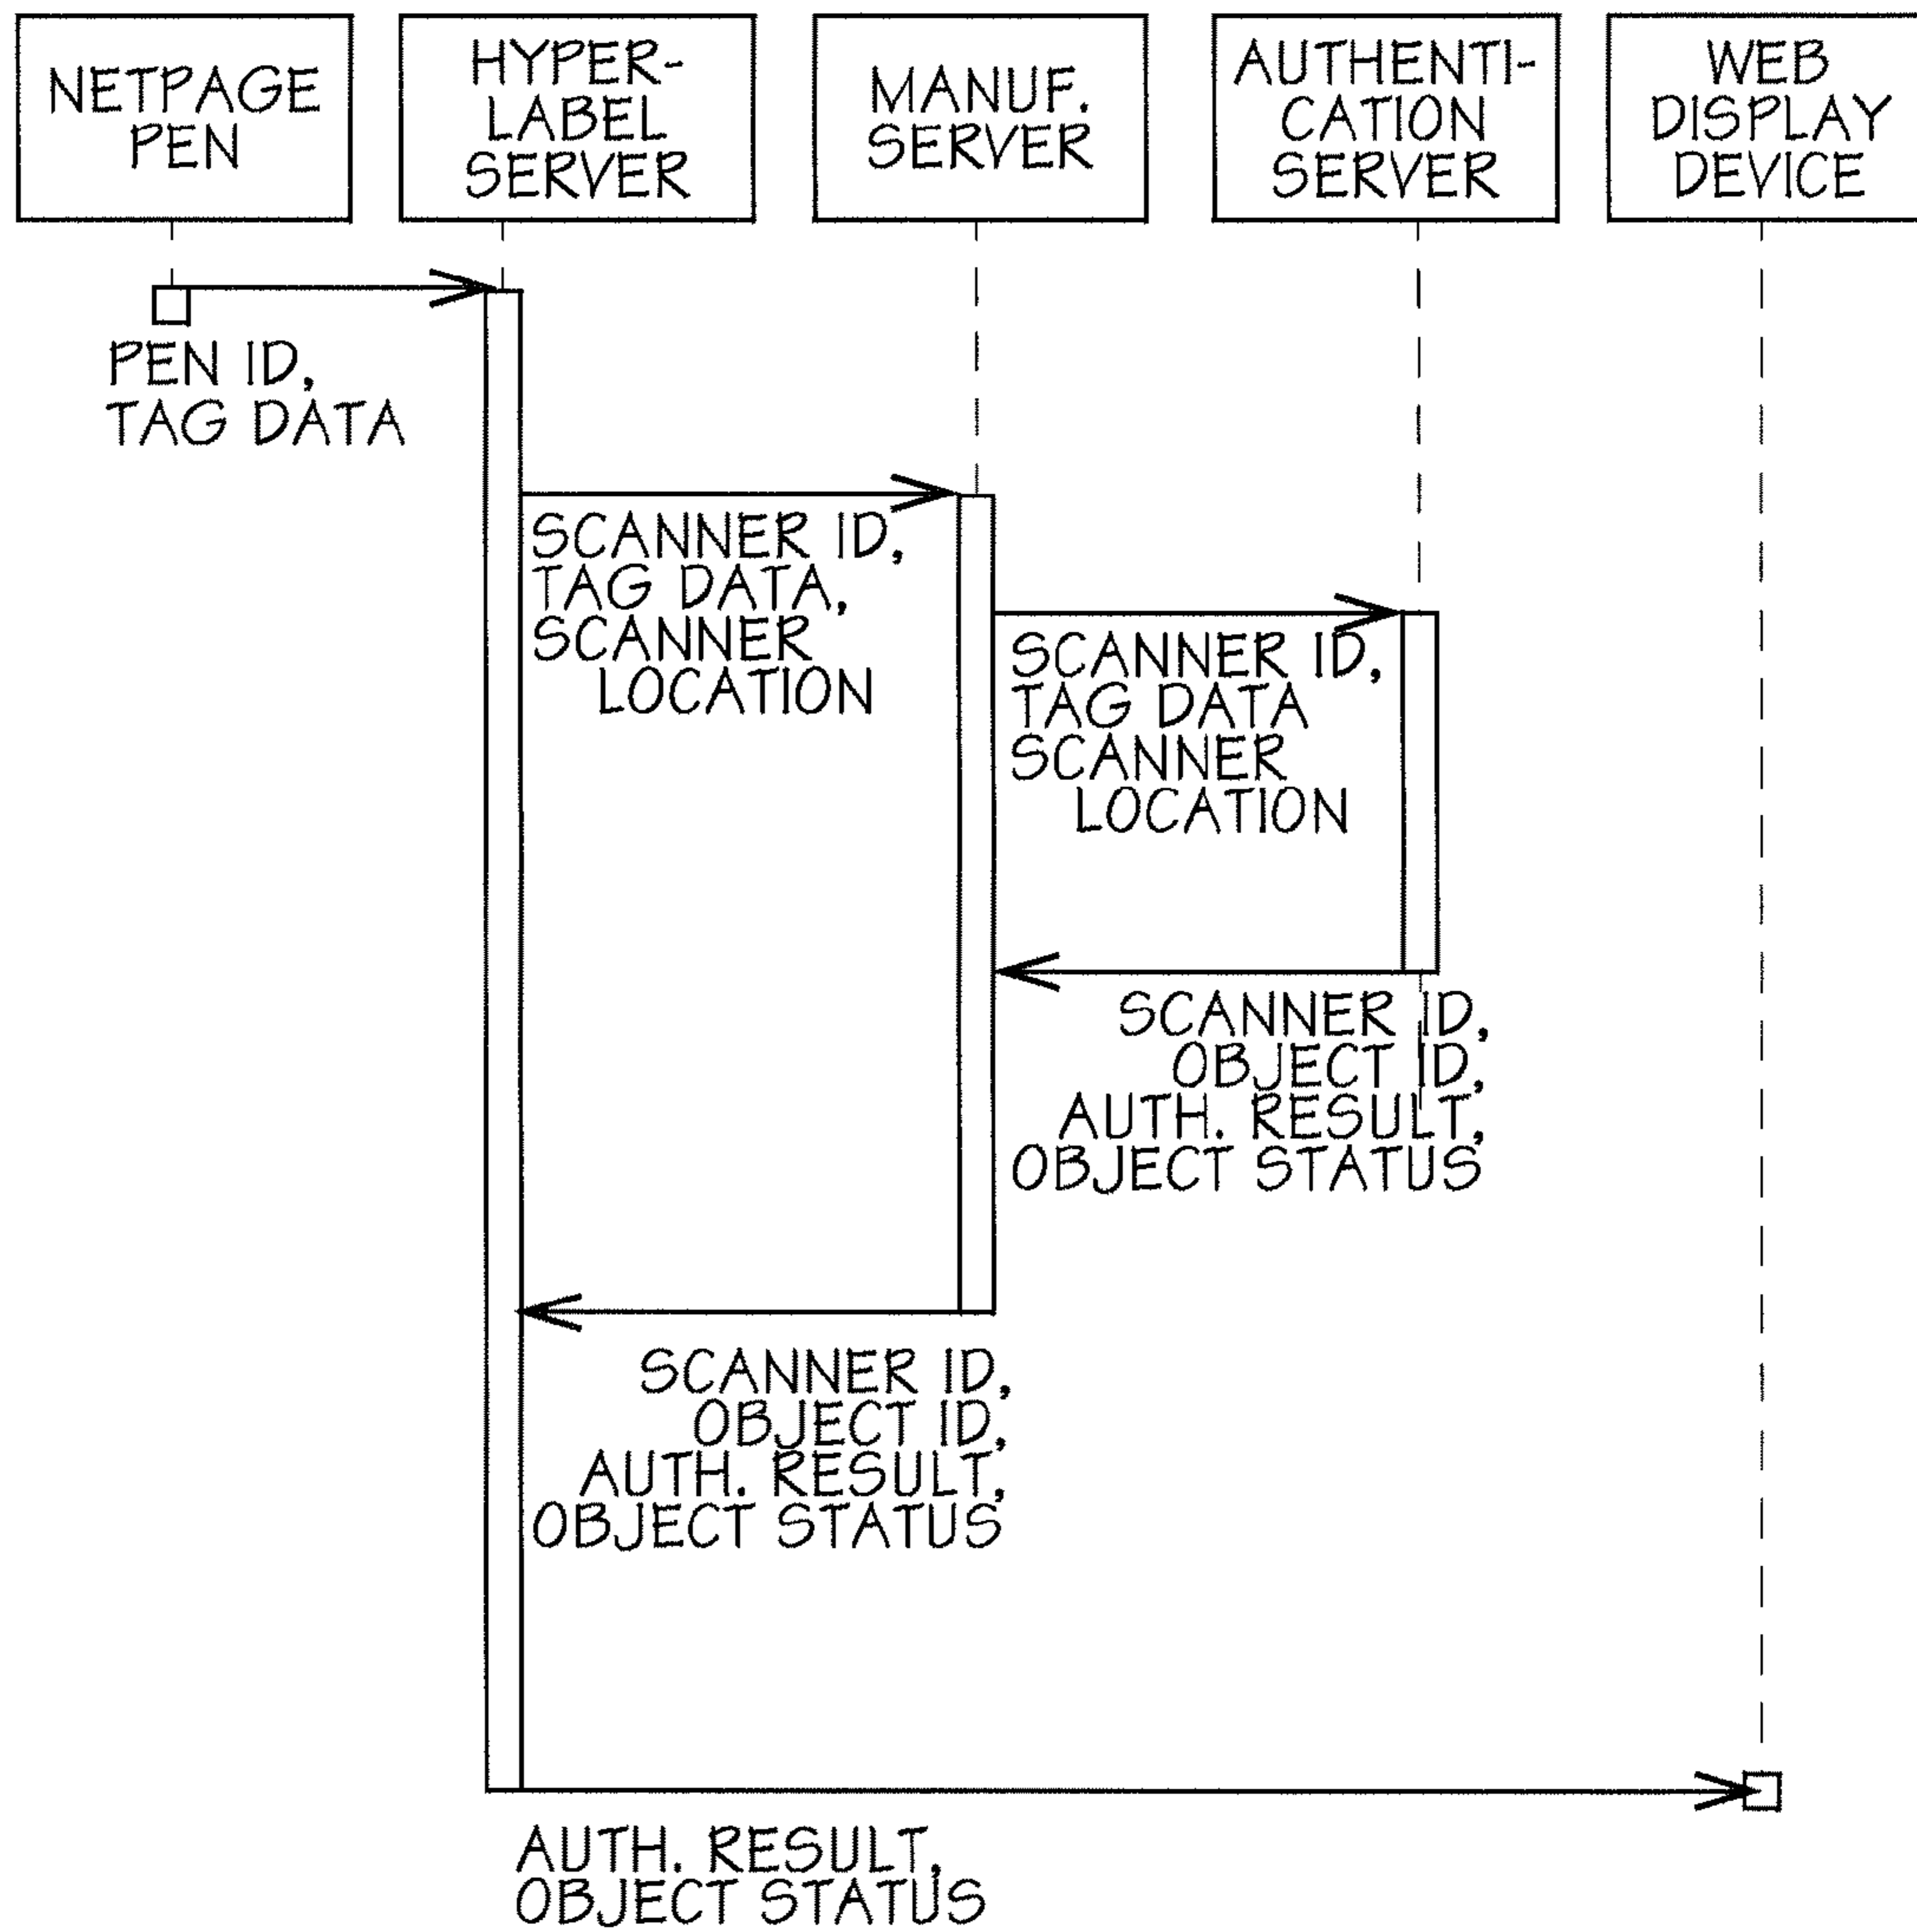 NETPAGE
PEN
HYPER-
LABEL
SERVER
MANUF.
SERVER
AUTHENTI-
CATION
SERVER
WEB
DISPLAY
DEVICE
PEN ID,
TAG DATA
SCANNER ID,
TAG DATA,
SCANNER
LOCATION
SCANNER ID,
TAG DATA
SCANNER
LOCATION
SCANNER ID,
OBJECT ID,
AUTH. RESULT,
OBJECT STATUS
SCANNER ID,
OBJECT ID,
AUTH. RESULT,
OBJECT STATUS
AUTH. RESULT,
OBJECT STATUS